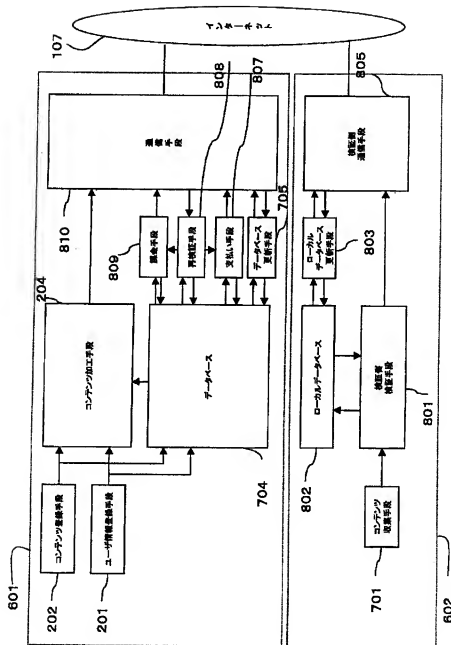 107
インターネット
601
202
コンテンツ登録手段
201
ユーザ情報登録手段
204
コンテンツ加工手段
704
データベース
809
課金手段
808
再検証手段
807
支払い手段
705
データベース
更新手段
810
通信手段
602
701
コンテンツ
収集手段
802
ローカルデータベース
801
検証側
検証手段
803
ローカル
データベース
更新手段
805
検証側
通信手段